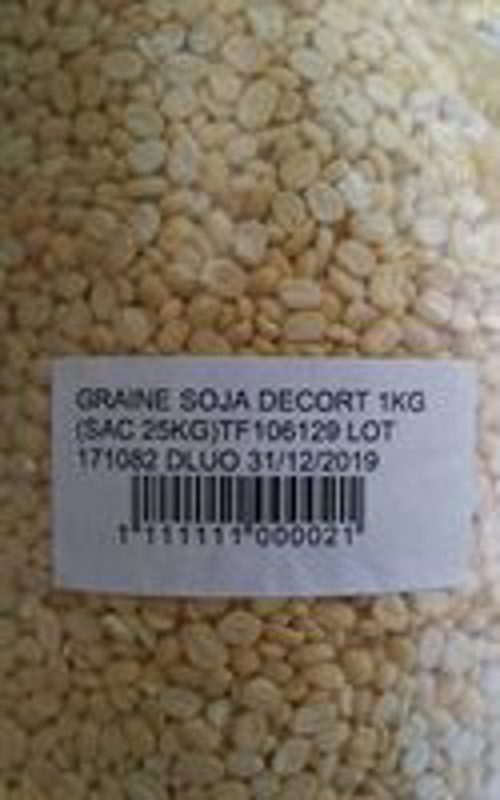 GRAINE SOJA DECORT 1KG
(SAC 25KG)TF106129 LOT
171082 DLUO 31/12/2019
1 111111 000021